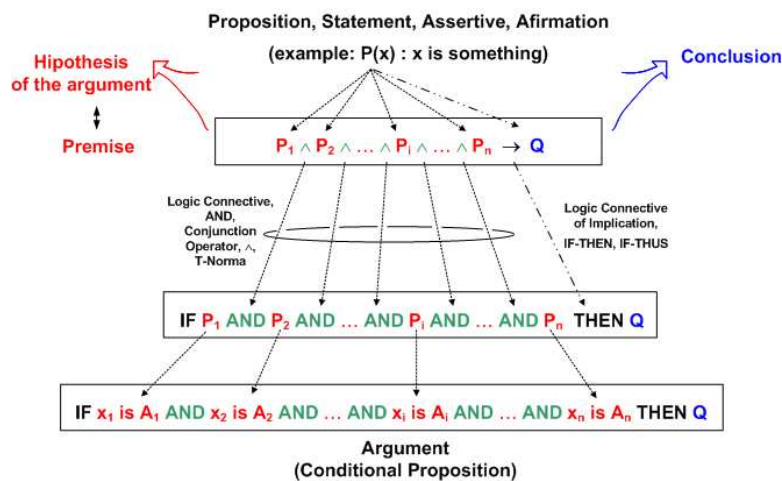 Proposition, Statement, Assertive, Afirmation
(example: P(x) : x is something)
Hipothesis
of the argument
Premise
Conclusion
P₁ ∧ P₂ ∧ … ∧ Pᵢ ∧ … ∧ Pₙ → Q
Logic Connective,
AND,
Conjunction
Operator, ∧,
T-Norma
Logic Connective
of Implication,
IF-THEN, IF-THUS
IF P₁ AND P₂ AND … AND Pᵢ AND … AND Pₙ THEN Q
IF x₁ is A₁ AND x₂ is A₂ AND … AND xᵢ is Aᵢ AND … AND xₙ is Aₙ THEN Q
Argument
(Conditional Proposition)